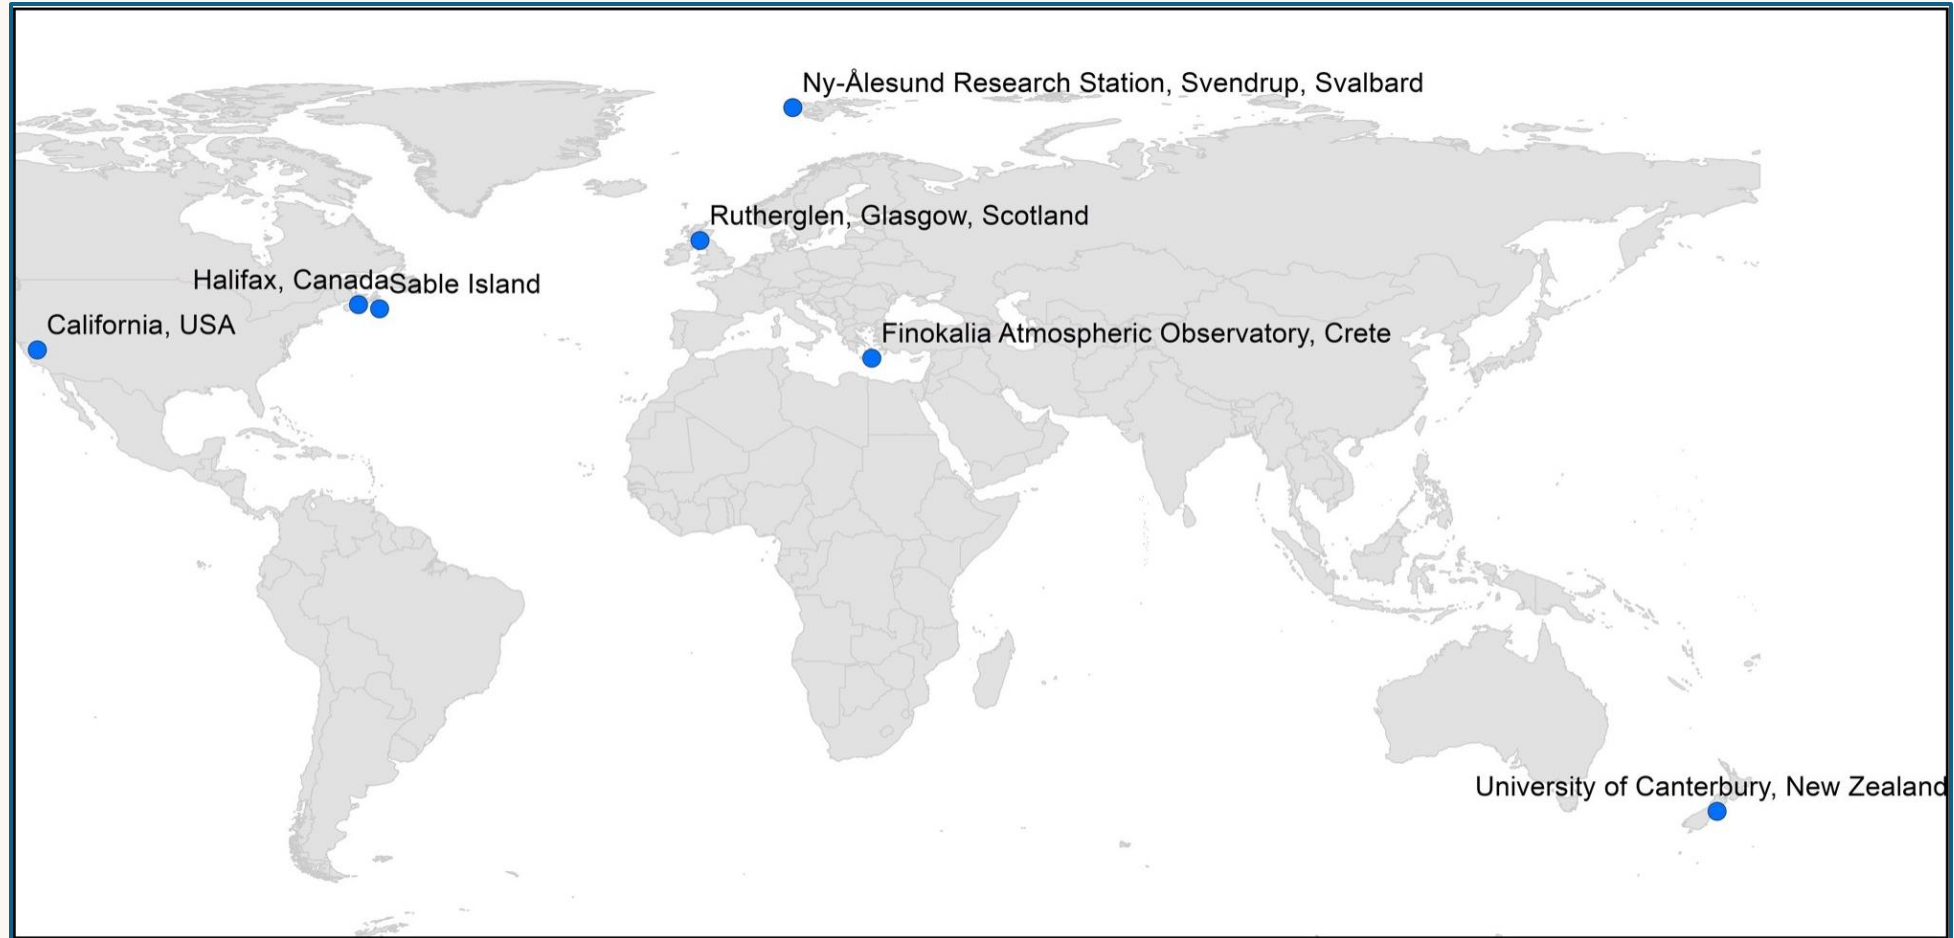 Ny-Ålesund Research Station, Svendrup, Svalbard
Rutherglen, Glasgow, Scotland
Halifax, Canada
Sable Island
California, USA
Finokalia Atmospheric Observatory, Crete
University of Canterbury, New Zealand